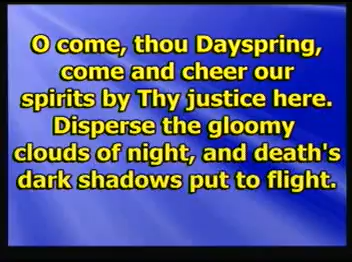 O come, thou Dayspring,
come and cheer our
spirits by Thy justice here.
Disperse the gloomy
clouds of night, and death's
dark shadows put to flight.